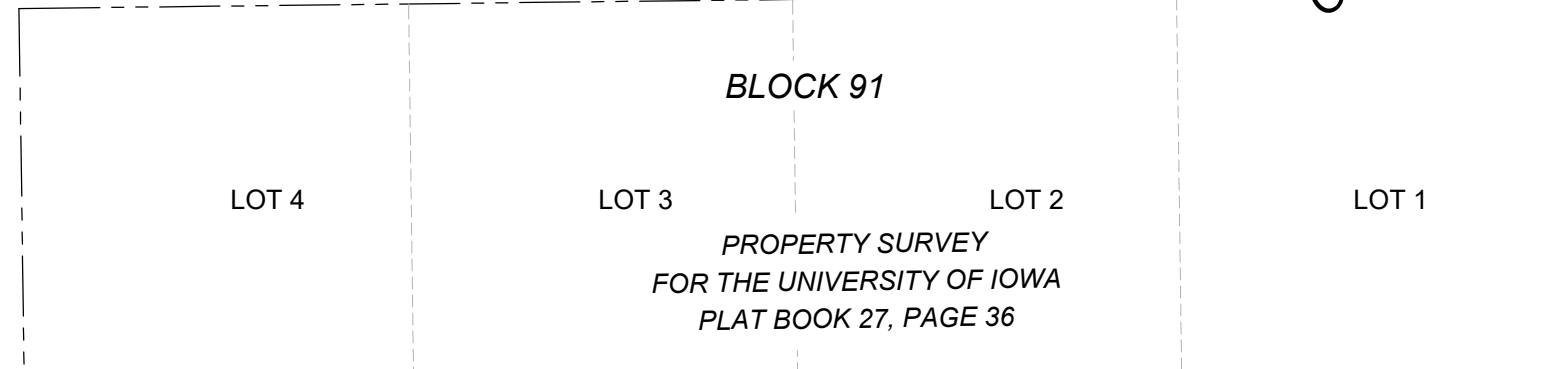 BLOCK 91
LOT 4
LOT 3
LOT 2
LOT 1
PROPERTY SURVEY
FOR THE UNIVERSITY OF IOWA
PLAT BOOK 27, PAGE 36